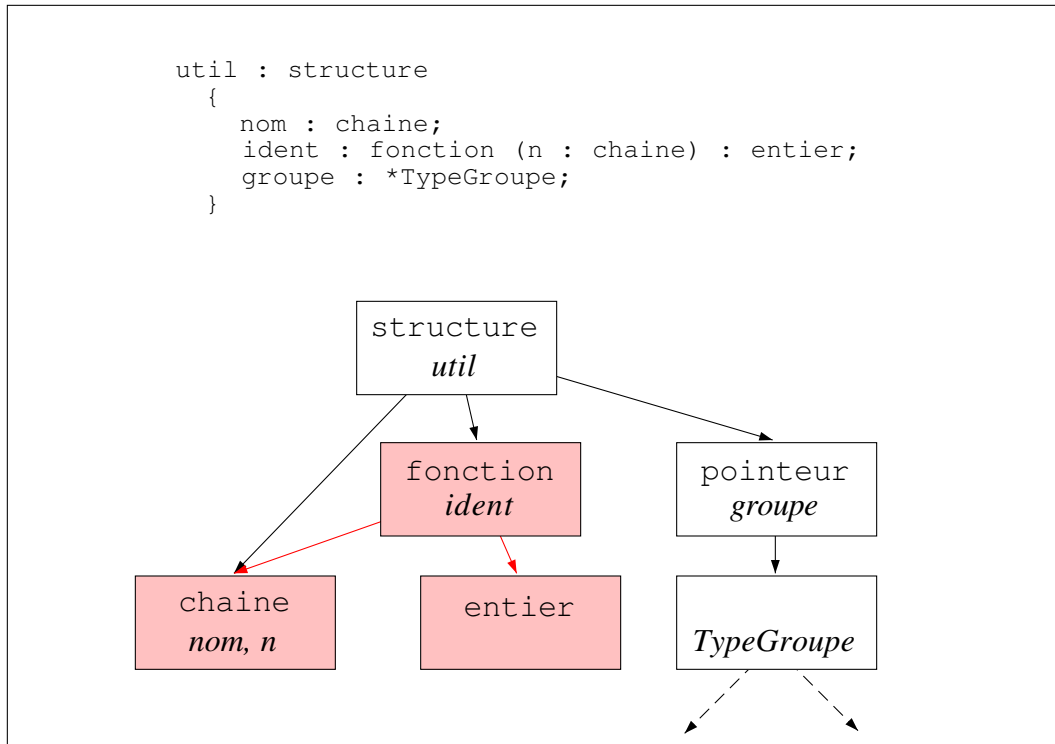 util : structure
{
nom : chaine;
ident : fonction (n : chaine) : entier;
groupe : *TypeGroupe;
}
structure
util
fonction
ident
pointeur
groupe
chaine
nom, n
entier
TypeGroupe